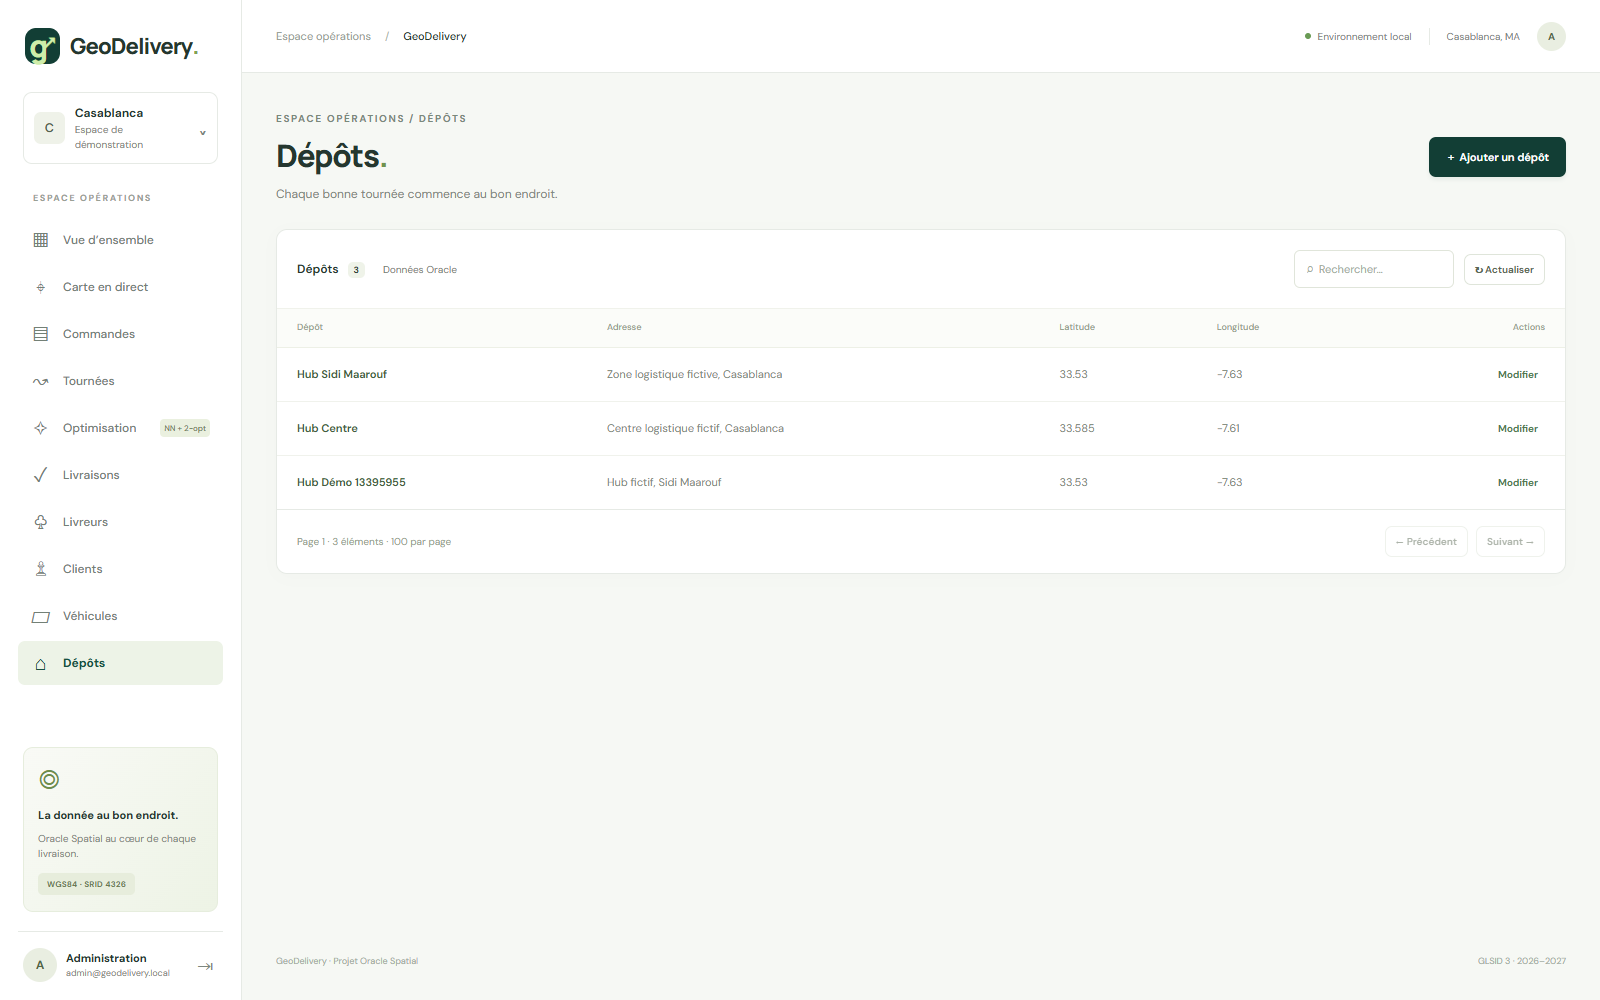 GeoDelivery.
C
Casablanca
Espace de
démonstration
ESPACE OPÉRATIONS
Vue d'ensemble
Carte en direct
Commandes
Tournées
Optimisation NN + 2-opt
Livraisons
Livreurs
Clients
Véhicules
Dépôts
La donnée au bon endroit.
Oracle Spatial au cœur de chaque
livraison.
WGS84 · SRID 4326
A
Administration
admin@geodelivery.local
Espace opérations / GeoDelivery
Environnement local
Casablanca, MA
A
ESPACE OPÉRATIONS / DÉPÔTS
Dépôts.
Chaque bonne tournée commence au bon endroit.
+ Ajouter un dépôt
Dépôts 3 Données Oracle
Rechercher...
↻ Actualiser
Dépôt Adresse Latitude Longitude Actions
Hub Sidi Maarouf Zone logistique fictive, Casablanca 33.53 -7.63 Modifier
Hub Centre Centre logistique fictif, Casablanca 33.585 -7.61 Modifier
Hub Démo 13395955 Hub fictif, Sidi Maarouf 33.53 -7.63 Modifier
Page 1 · 3 éléments · 100 par page
← Précédent
Suivant →
GeoDelivery · Projet Oracle Spatial
GLSID 3 · 2026–2027